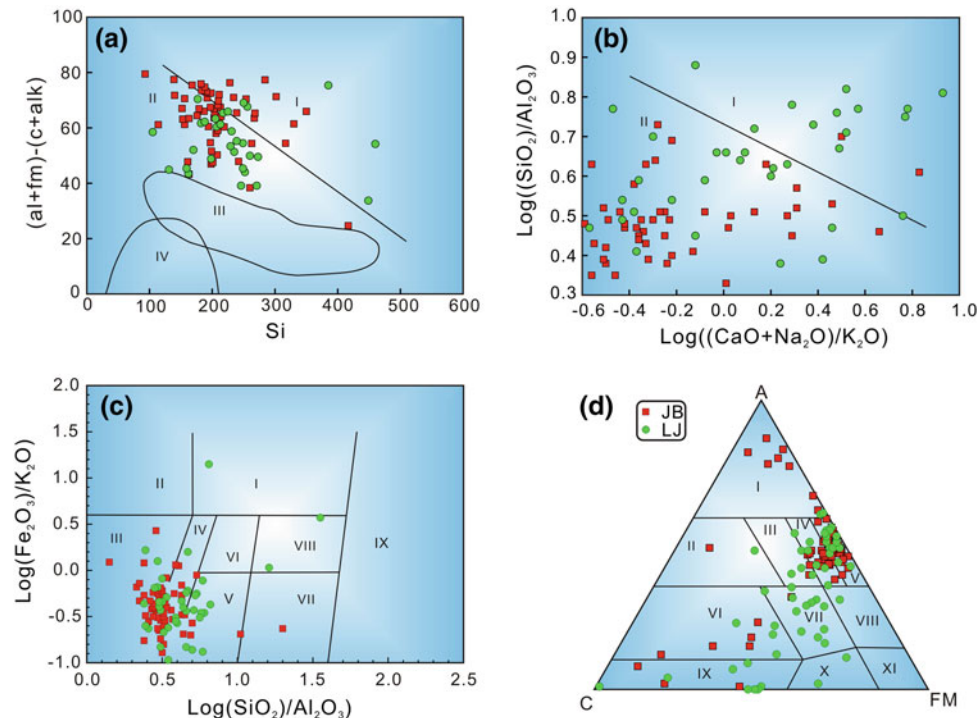 (a)
(al+fm)-(c+alk)
100
80
60
40
20
0
II
I
III
IV
0
100
200
300
400
500
600
Si
(b)
Log((SiO₂)/Al₂O₃)
1.0
0.9
0.8
0.7
0.6
0.5
0.4
0.3
I
II
-0.6
-0.4
-0.2
0.0
0.2
0.4
0.6
0.8
1.0
Log((CaO+Na₂O)/K₂O)
(c)
Log(Fe₂O₃)/K₂O)
2.0
1.5
1.0
0.5
0.0
-0.5
-1.0
II
I
III
IV
VI
VIII
IX
V
VII
0.0
0.5
1.0
1.5
2.0
2.5
Log(SiO₂)/Al₂O₃)
(d)
JB
LJ
A
I
II
III
IV
V
VI
VII
VIII
IX
X
XI
C
FM